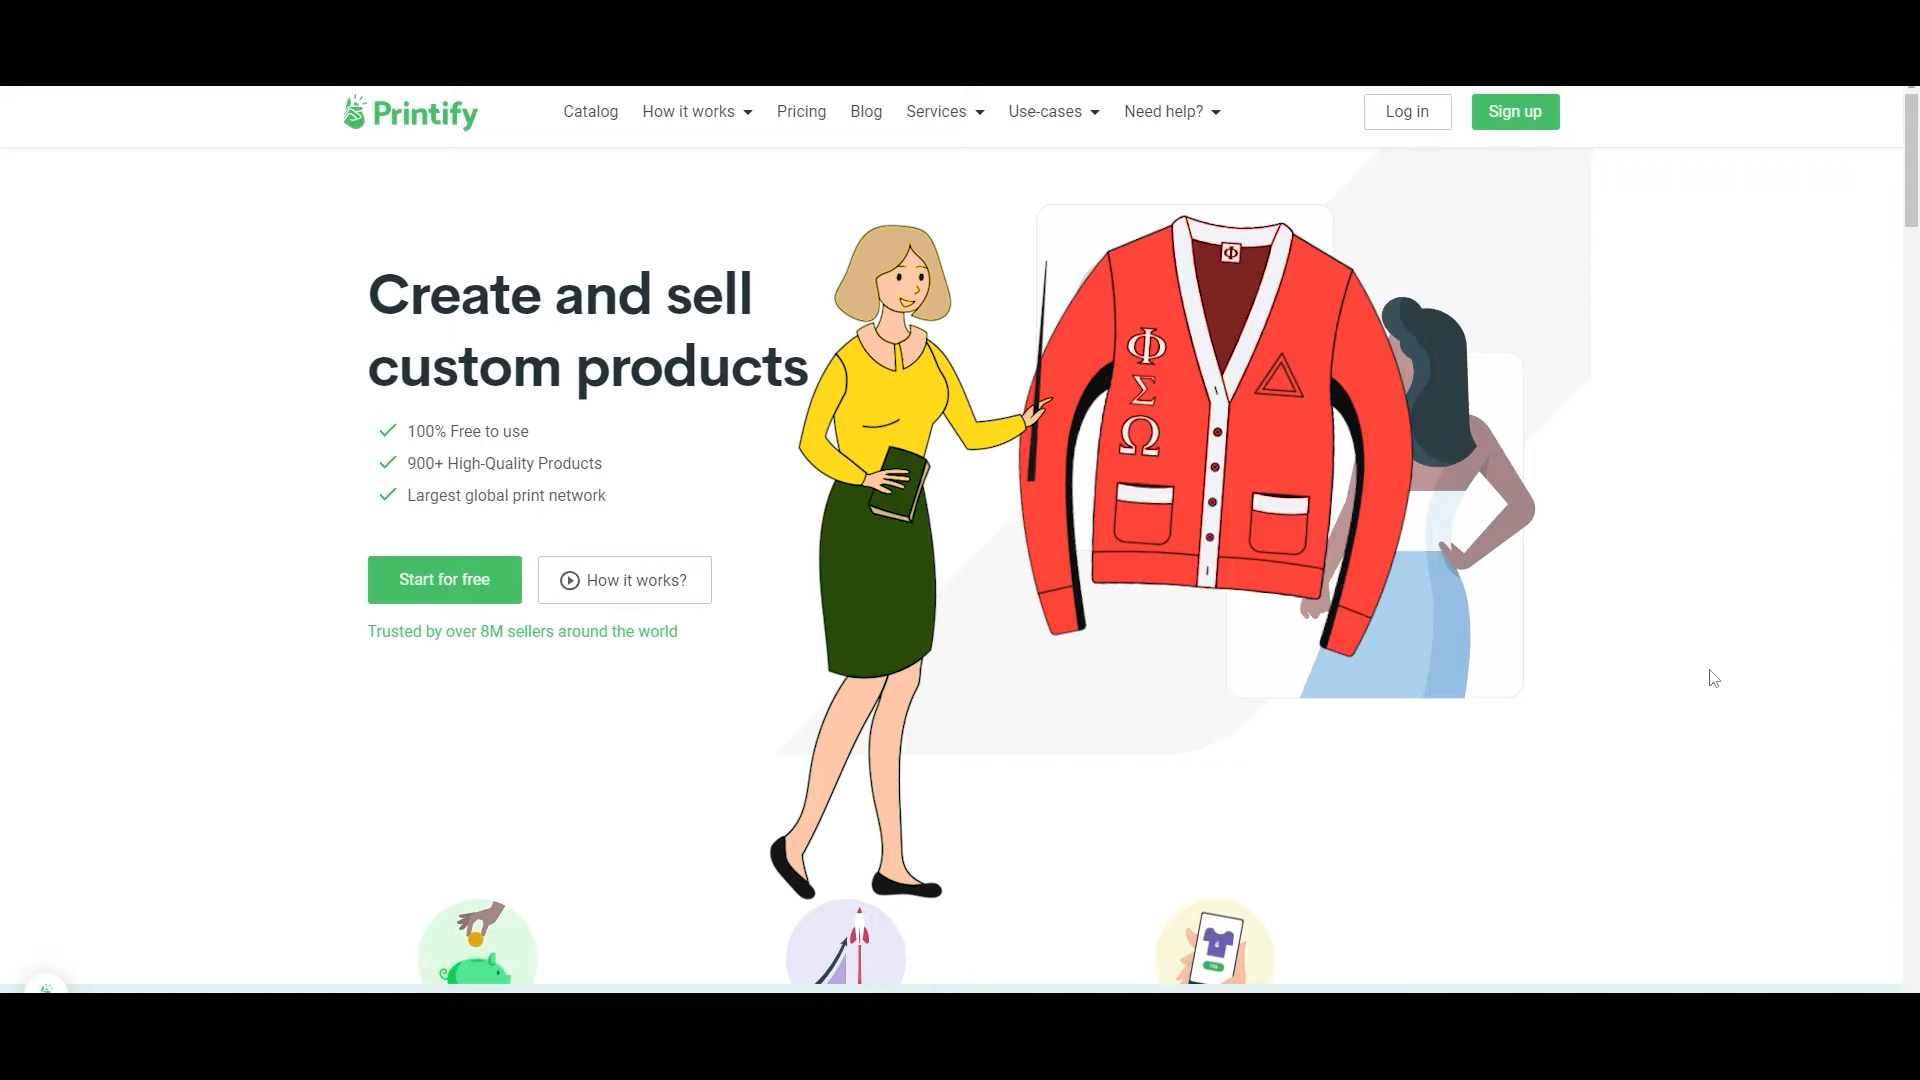 Printify
Catalog
How it works
Pricing
Blog
Services
Use-cases
Need help?
Log in
Sign up
Create and sell
custom products
100% Free to use
900+ High-Quality Products
Largest global print network
Start for free
How it works?
Trusted by over 8M sellers around the world
Φ
Φ
Σ
Ω